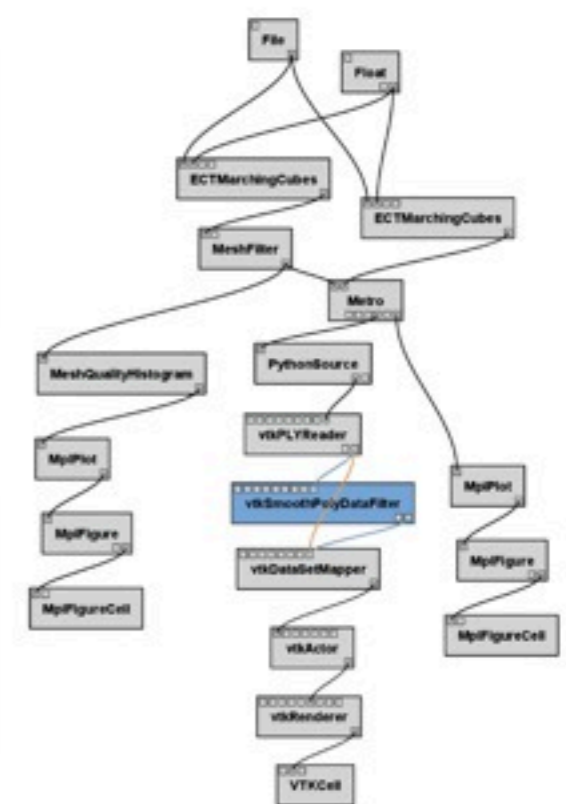 File
Float
ECTMarchingCubes
ECTMarchingCubes
MeshFilter
Metro
MeshQualityHistogram
PythonSource
vtkPLYReader
MplPlot
MplPlot
vtkSmoothPolyDataFilter
MplFigure
MplFigure
vtkDataSetMapper
MplFigureCell
MplFigureCell
vtkActor
vtkRenderer
VTKCell